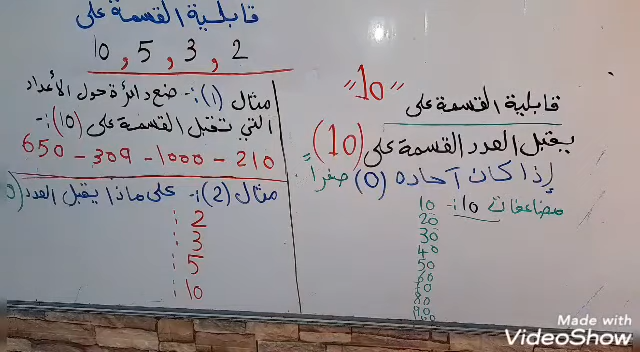 قابلية القسمة على
10 , 5 , 3 , 2
قابلية القسمة على "10"
يقبل العدد القسمة على (10)
إذا كان آحاده (0) صفراً
مضاعفات 10 :-
10
20
30
40
50
60
70
80
90
مثال (1) :- ضع دائرة حول الأعداد
التي تقبل القسمة على (10) :-
650 - 309 - 1000 - 210
مثال (2) :- على ماذا يقبل العدد
2 :
3 :
5 :
10 :
Made with
VideoShow